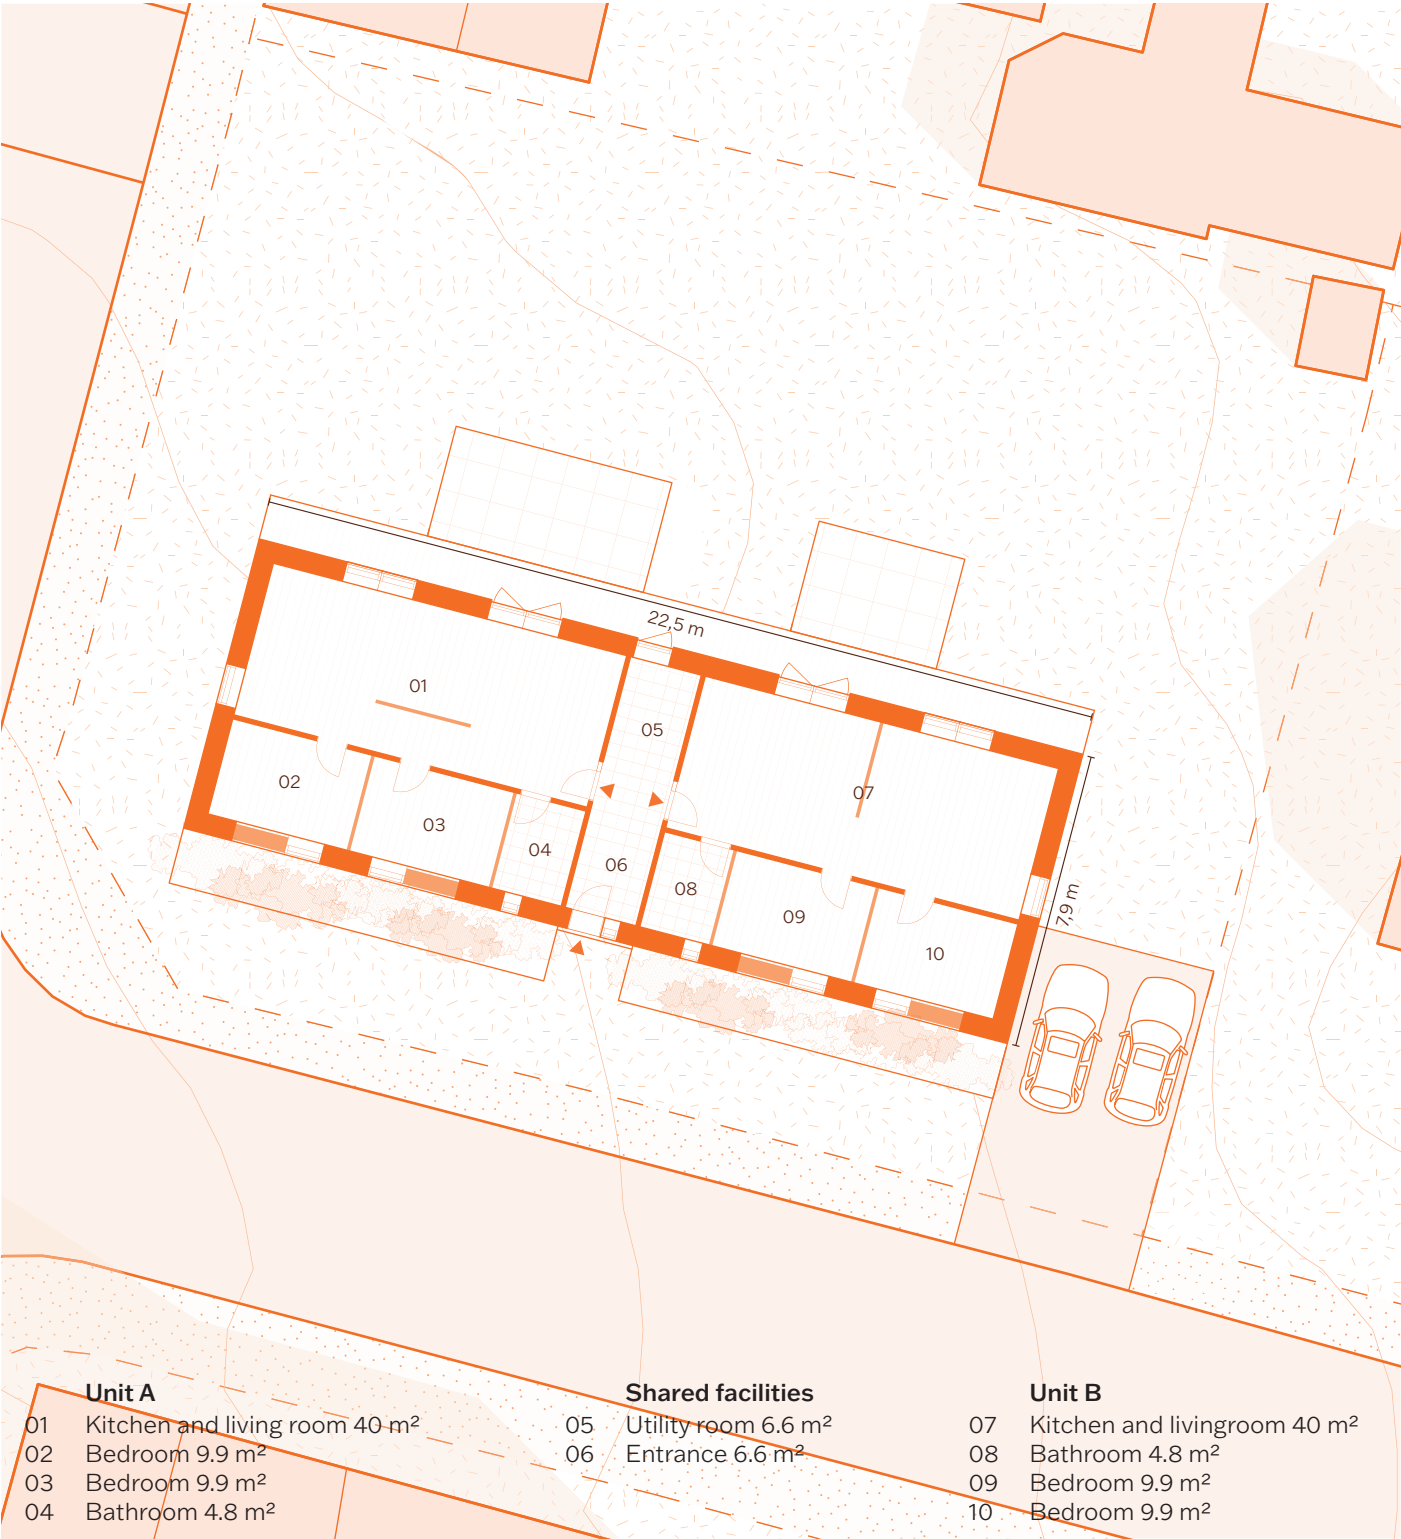 22,5 m
01
05
02
07
03
04
06
08
7,9 m
09
10
Unit A
01 Kitchen and living room 40 m²
02 Bedroom 9.9 m²
03 Bedroom 9.9 m²
04 Bathroom 4.8 m²
Shared facilities
05 Utility room 6.6 m²
06 Entrance 6.6 m²
Unit B
07 Kitchen and livingroom 40 m²
08 Bathroom 4.8 m²
09 Bedroom 9.9 m²
10 Bedroom 9.9 m²